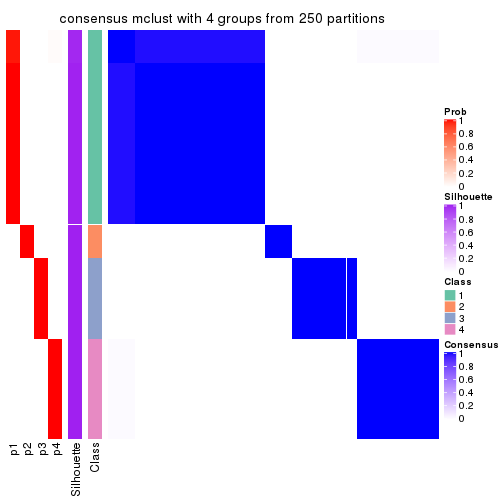 consensus mclust with 4 groups from 250 partitions
Prob
1
0.8
0.6
0.4
0.2
0
Silhouette
1
0.8
0.6
0.4
0.2
0
Class
1
2
3
4
Consensus
1
0.8
0.6
0.4
0.2
0
p1
p2
p3
p4
Silhouette
Class